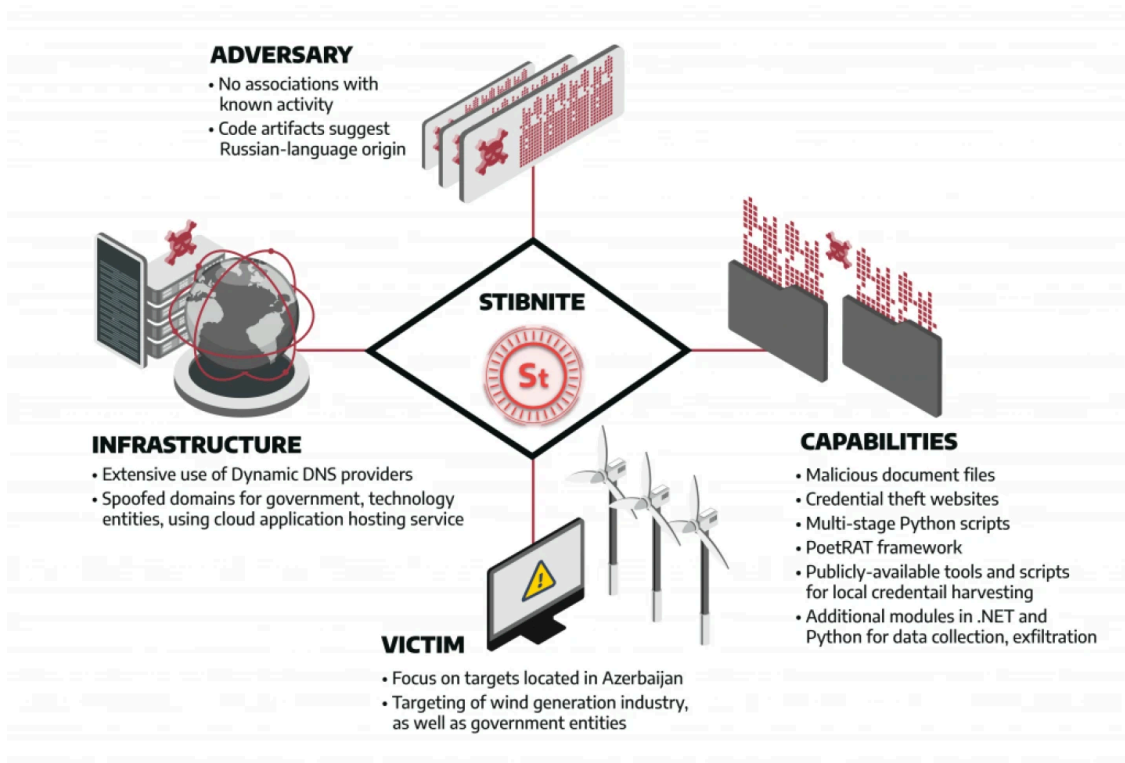 ADVERSARY
• No associations with
known activity
• Code artifacts suggest
Russian-language origin
STIBNITE
St
INFRASTRUCTURE
• Extensive use of Dynamic DNS providers
• Spoofed domains for government, technology
entities, using cloud application hosting service
CAPABILITIES
• Malicious document files
• Credential theft websites
• Multi-stage Python scripts
• PoetRAT framework
• Publicly-available tools and scripts
for local credentail harvesting
• Additional modules in .NET and
Python for data collection, exfiltration
VICTIM
• Focus on targets located in Azerbaijan
• Targeting of wind generation industry,
as well as government entities